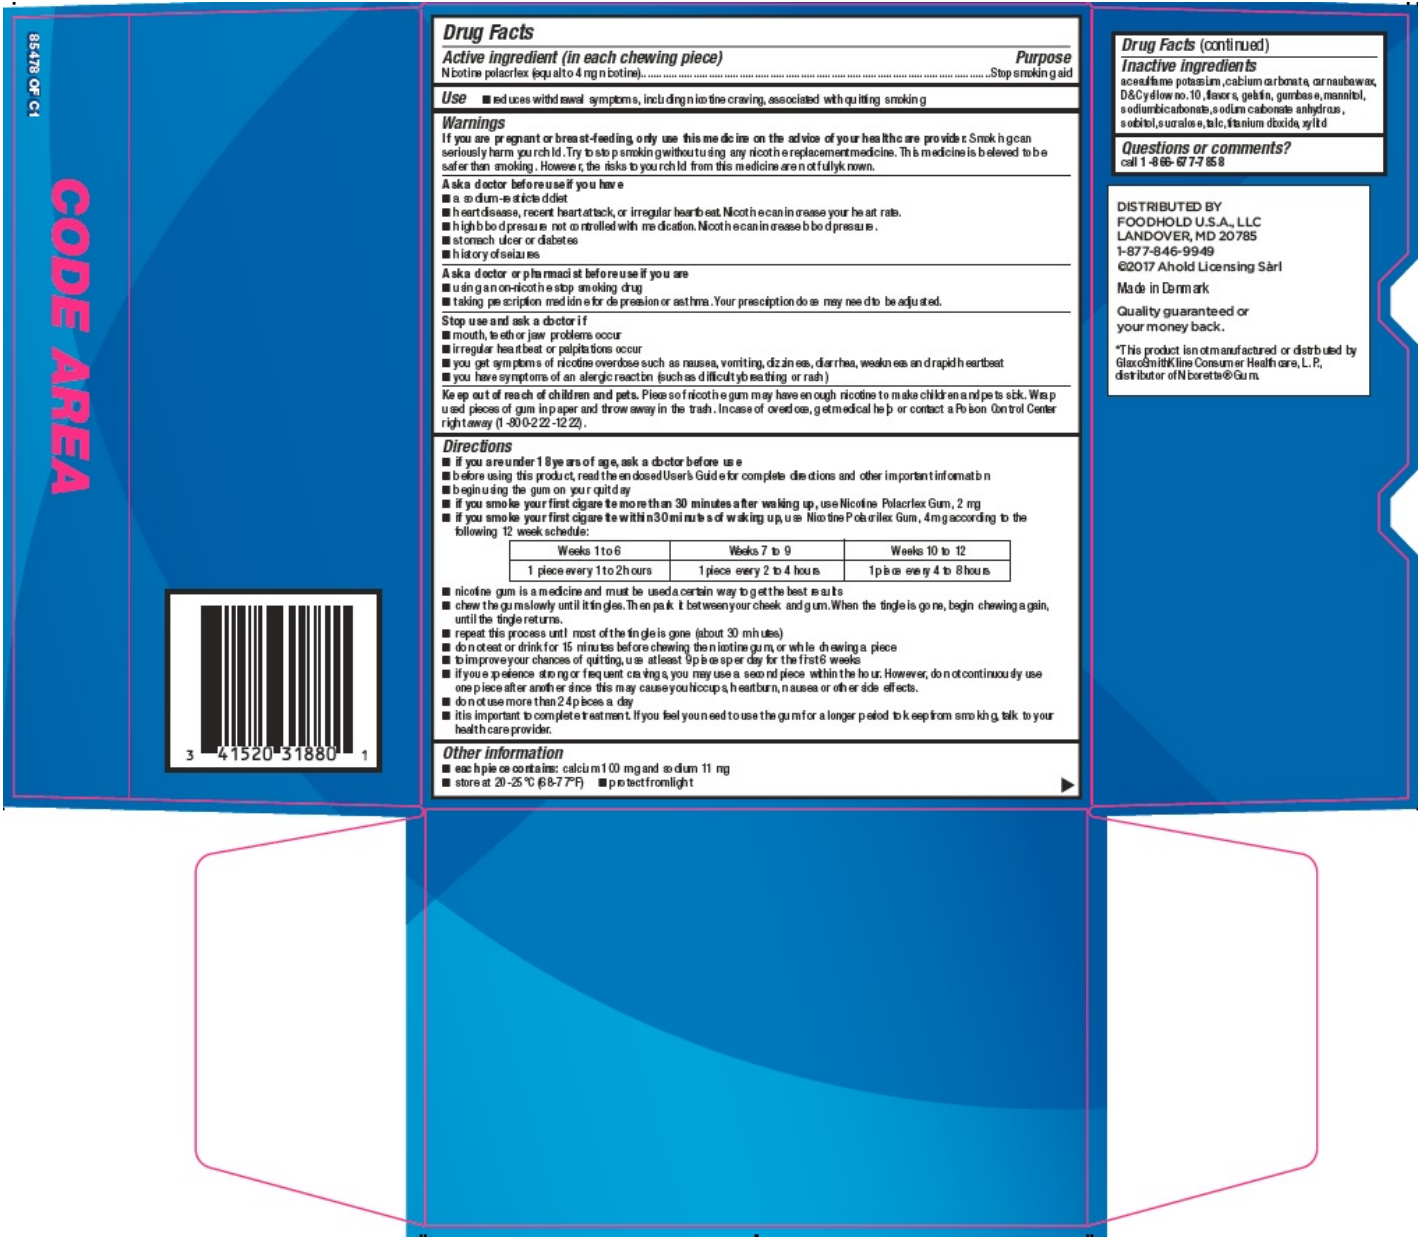 85478 OF C1
CODE AREA
3 41520 31880 1
Drug Facts
Active ingredient (in each chewing piece) Purpose
Nicotine polacrilex (equal to 4 mg nicotine)..........Stop smoking aid
Use ■ reduces withdrawal symptoms, including nicotine craving, associated with quitting smoking
Warnings
If you are pregnant or breast-feeding, only use this medicine on the advice of your health care provider. Smoking can
seriously harm your child. Try to stop smoking without using any nicotine replacement medicine. This medicine is believed to be
safer than smoking. However, the risks to your child from this medicine are not fully known.
Ask a doctor before use if you have
■ a sodium-restricted diet
■ heart disease, recent heart attack, or irregular heartbeat. Nicotine can increase your heart rate.
■ high blood pressure not controlled with medication. Nicotine can increase blood pressure.
■ stomach ulcer or diabetes
■ history of seizures
Ask a doctor or pharmacist before use if you are
■ using a non-nicotine stop smoking drug
■ taking prescription medicine for depression or asthma. Your prescription dose may need to be adjusted.
Stop use and ask a doctor if
■ mouth, teeth or jaw problems occur
■ irregular heartbeat or palpitations occur
■ you get symptoms of nicotine overdose such as nausea, vomiting, dizziness, diarrhea, weakness and rapid heartbeat
■ you have symptoms of an allergic reaction (such as difficulty breathing or rash)
Keep out of reach of children and pets. Pieces of nicotine gum may have enough nicotine to make children and pets sick. Wrap
used pieces of gum in paper and throw away in the trash. In case of overdose, get medical help or contact a Poison Control Center
right away (1-800-222-1222).
Directions
■ if you are under 18 years of age, ask a doctor before use
■ before using this product, read the enclosed User's Guide for complete directions and other important information
■ begin using the gum on your quit day
■ if you smoke your first cigarette more than 30 minutes after waking up, use Nicotine Polacrilex Gum, 2 mg
■ if you smoke your first cigarette within 30 minutes of waking up, use Nicotine Polacrilex Gum, 4 mg according to the
following 12 week schedule:
Weeks 1 to 6 Weeks 7 to 9 Weeks 10 to 12
1 piece every 1 to 2 hours 1 piece every 2 to 4 hours 1 piece every 4 to 8 hours
■ nicotine gum is a medicine and must be used a certain way to get the best results
■ chew the gum slowly until it tingles. Then park it between your cheek and gum. When the tingle is gone, begin chewing again,
until the tingle returns.
■ repeat this process until most of the tingle is gone (about 30 minutes)
■ do not eat or drink for 15 minutes before chewing the nicotine gum, or while chewing a piece
■ to improve your chances of quitting, use at least 9 pieces per day for the first 6 weeks
■ if you experience strong or frequent cravings, you may use a second piece within the hour. However, do not continuously use
one piece after another since this may cause you hiccups, heartburn, nausea or other side effects.
■ do not use more than 24 pieces a day
■ it is important to complete treatment. If you feel you need to use the gum for a longer period to keep from smoking, talk to your
health care provider.
Other information
■ each piece contains: calcium 100 mg and sodium 11 mg
■ store at 20-25°C (68-77°F) ■ protect from light
Drug Facts (continued)
Inactive ingredients
acesulfame potassium, calcium carbonate, carnauba wax,
D&C yellow no. 10, flavors, gelatin, gum base, mannitol,
sodium bicarbonate, sodium carbonate anhydrous,
sorbitol, sucralose, talc, titanium dioxide, xylitol
Questions or comments?
call 1-866-677-7858
DISTRIBUTED BY
FOODHOLD U.S.A., LLC
LANDOVER, MD 20785
1-877-846-9949
©2017 Ahold Licensing Sàrl
Made in Denmark
Quality guaranteed or
your money back.
*This product is not manufactured or distributed by
GlaxoSmithKline Consumer Healthcare, L.P.,
distributor of Nicorette® Gum.